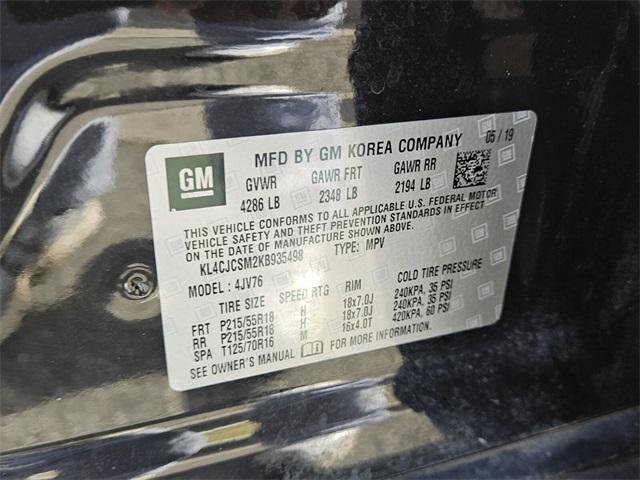 GM
MFD BY GM KOREA COMPANY 05/19
GVWR GAWR FRT GAWR RR
4286 LB 2348 LB 2194 LB
THIS VEHICLE CONFORMS TO ALL APPLICABLE U.S. FEDERAL MOTOR
VEHICLE SAFETY AND THEFT PREVENTION STANDARDS IN EFFECT
ON THE DATE OF MANUFACTURE SHOWN ABOVE.
KL4CJCSM2KB935498 TYPE: MPV
MODEL: 4JV76
TIRE SIZE SPEED RTG RIM COLD TIRE PRESSURE
FRT P215/55R18 H 18x7.0J 240KPA, 35 PSI
RR P215/55R18 H 18x7.0J 240KPA, 35 PSI
SPA T125/70R16 M 16x4.0T 420KPA, 60 PSI
SEE OWNER'S MANUAL FOR MORE INFORMATION.